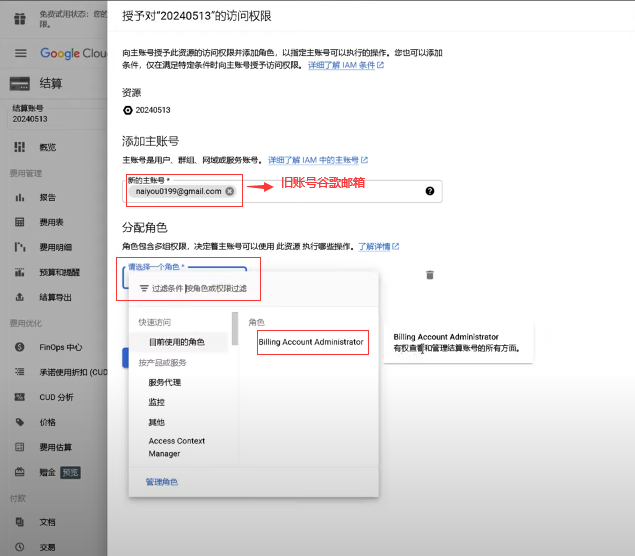 免费试用状态：您的
限。
Google Clou
结算
结算账号
20240513
概览
费用管理
报告
费用表
费用明细
预算和提醒
结算导出
费用优化
FinOps 中心
承诺使用折扣 (CUD
CUD 分析
价格
费用估算
赠金 预览
付款
文档
交易
授予对“20240513”的访问权限
向主账号授予此资源的访问权限并添加角色，以指定主账号可以执行的操作。您也可以添加
条件，仅在满足特定条件时向主账号授予访问权限。 详细了解 IAM 条件
资源
20240513
添加主账号
主账号是用户、群组、网域或服务账号。 详细了解 IAM 中的主账号
新的主账号 *
naiyou0199@gmail.com
旧账号谷歌邮箱
分配角色
角色包含多组权限，决定着主账号可以使用 此资源 执行哪些操作。了解详情
请选择一个角色 *
过滤条件 按角色或权限过滤
快速访问
目前使用的角色
按产品或服务
服务代理
监控
其他
Access Context
Manager
角色
Billing Account Administrator
管理角色
Billing Account Administrator
有权查看和管理结算账号的所有方面。